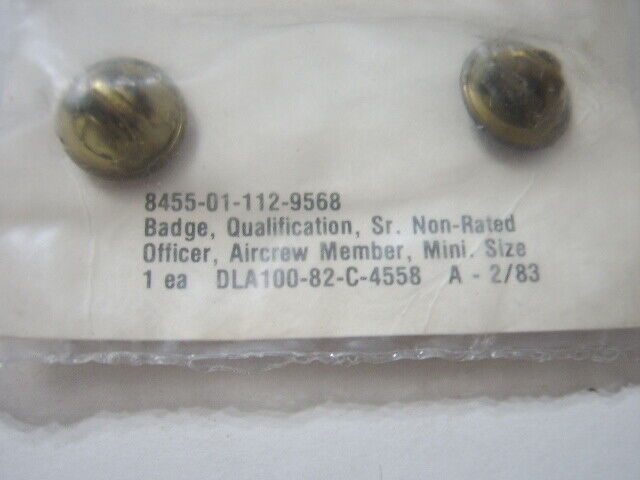 8455-01-112-9568
Badge, Qualification, Sr. Non-Rated
Officer, Aircrew Member, Mini. Size
1 ea DLA100-82-C-4558 A - 2/83